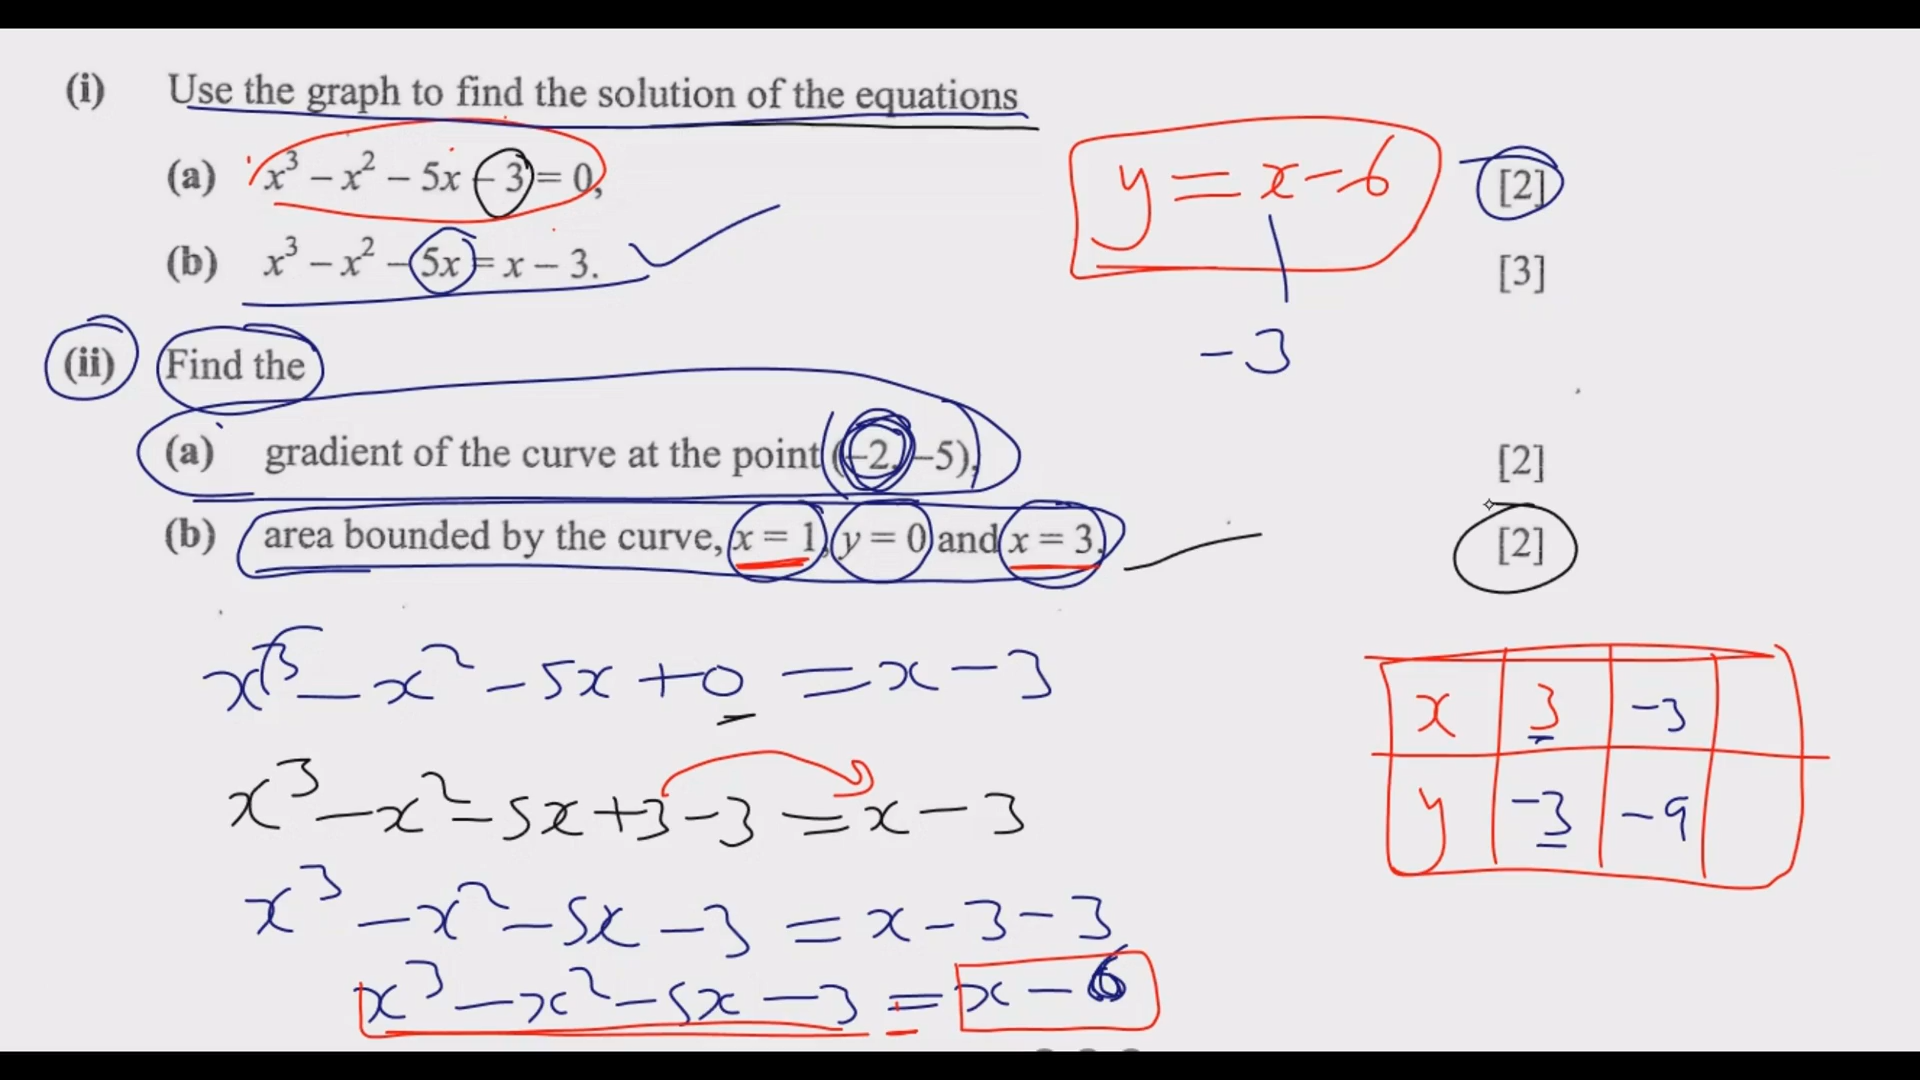 (i) Use the graph to find the solution of the equations
(a) x³ – x² – 5x – 3 = 0, [2]
y = x – 6
(b) x³ – x² – 5x = x – 3. [3]
– 3
(ii) Find the
(a) gradient of the curve at the point (–2, –5), [2]
(b) area bounded by the curve, x = 1, y = 0 and x = 3. [2]
x³ – x² – 5x + 0 = x – 3
x 3 –3
x³ – x² – 5x + 3 – 3 = x – 3
y –3 –9
x³ – x² – 5x – 3 = x – 3 – 3
x³ – x² – 5x – 3 = x – 6